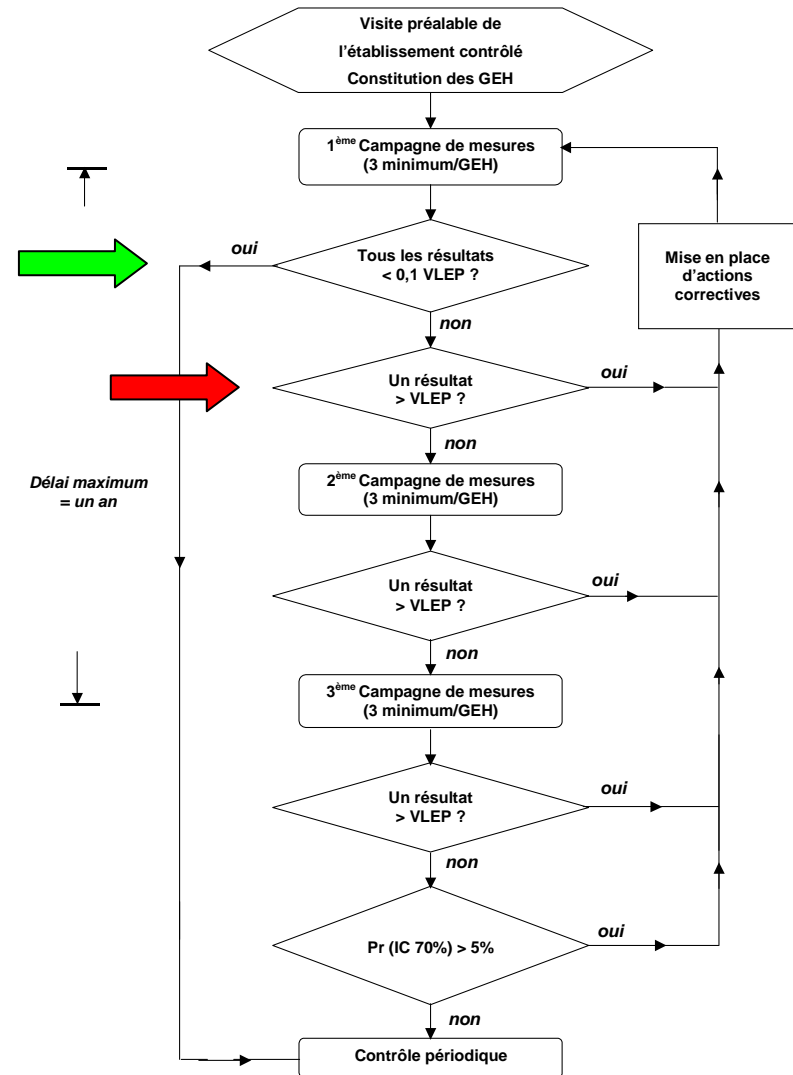 Visite préalable de
l'établissement contrôlé
Constitution des GEH
1ème Campagne de mesures
(3 minimum/GEH)
oui
Tous les résultats
< 0,1 VLEP ?
Mise en place
d'actions
correctives
non
Un résultat
> VLEP ?
oui
non
Délai maximum
= un an
2ème Campagne de mesures
(3 minimum/GEH)
Un résultat
> VLEP ?
oui
non
3ème Campagne de mesures
(3 minimum/GEH)
Un résultat
> VLEP ?
oui
non
Pr (IC 70%) > 5%
oui
non
Contrôle périodique